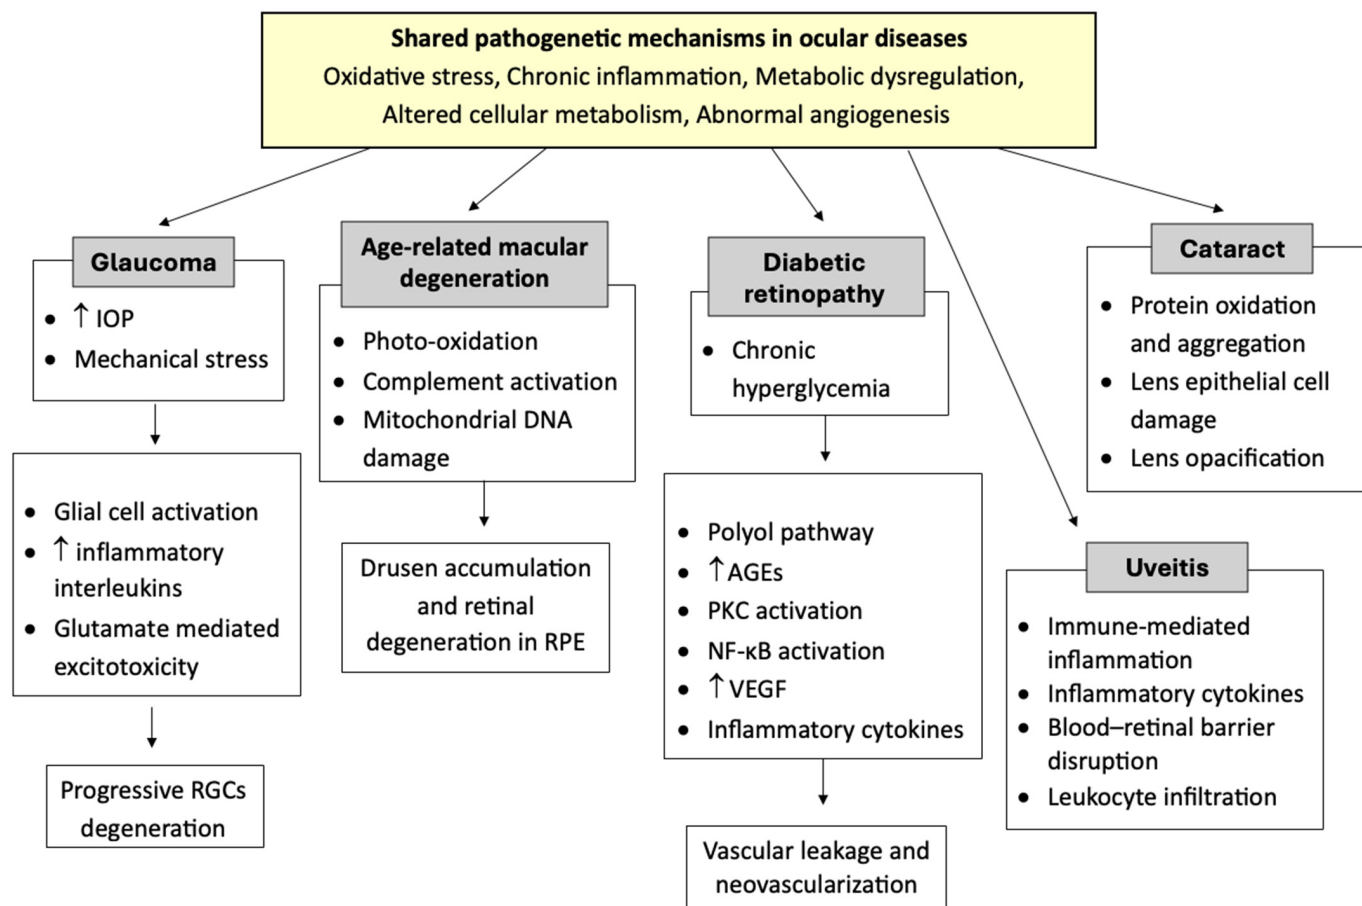 Shared pathogenetic mechanisms in ocular diseases
Oxidative stress, Chronic inflammation, Metabolic dysregulation,
Altered cellular metabolism, Abnormal angiogenesis
Glaucoma
• ↑ IOP
• Mechanical stress
• Glial cell activation
• ↑ inflammatory
interleukins
• Glutamate mediated
excitotoxicity
Progressive RGCs
degeneration
Age-related macular
degeneration
• Photo-oxidation
• Complement activation
• Mitochondrial DNA
damage
Drusen accumulation
and retinal
degeneration in RPE
Diabetic
retinopathy
• Chronic
hyperglycemia
• Polyol pathway
• ↑AGEs
• PKC activation
• NF-κB activation
• ↑VEGF
• Inflammatory cytokines
Vascular leakage and
neovascularization
Cataract
• Protein oxidation
and aggregation
• Lens epithelial cell
damage
• Lens opacification
Uveitis
• Immune-mediated
inflammation
• Inflammatory cytokines
• Blood–retinal barrier
disruption
• Leukocyte infiltration